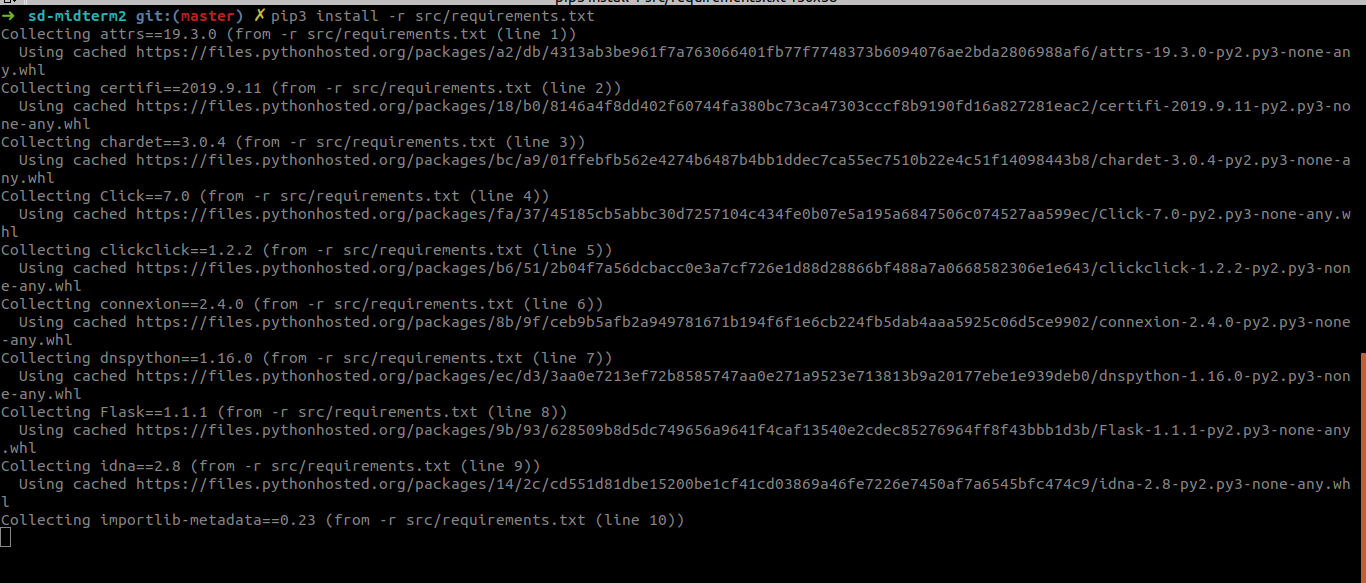 ➜ sd-midterm2 git:(master) ✗ pip3 install -r src/requirements.txt
Collecting attrs==19.3.0 (from -r src/requirements.txt (line 1))
Using cached https://files.pythonhosted.org/packages/a2/db/4313ab3be961f7a763066401fb77f7748373b6094076ae2bda2806988af6/attrs-19.3.0-py2.py3-none-an
y.whl
Collecting certifi==2019.9.11 (from -r src/requirements.txt (line 2))
Using cached https://files.pythonhosted.org/packages/18/b0/8146a4f8dd402f60744fa380bc73ca47303cccf8b9190fd16a827281eac2/certifi-2019.9.11-py2.py3-no
ne-any.whl
Collecting chardet==3.0.4 (from -r src/requirements.txt (line 3))
Using cached https://files.pythonhosted.org/packages/bc/a9/01ffebfb562e4274b6487b4bb1ddec7ca55ec7510b22e4c51f14098443b8/chardet-3.0.4-py2.py3-none-a
ny.whl
Collecting Click==7.0 (from -r src/requirements.txt (line 4))
Using cached https://files.pythonhosted.org/packages/fa/37/45185cb5abbc30d7257104c434fe0b07e5a195a6847506c074527aa599ec/Click-7.0-py2.py3-none-any.w
hl
Collecting clickclick==1.2.2 (from -r src/requirements.txt (line 5))
Using cached https://files.pythonhosted.org/packages/b6/51/2b04f7a56dcbacc0e3a7cf726e1d88d28866bf488a7a0668582306e1e643/clickclick-1.2.2-py2.py3-non
e-any.whl
Collecting connexion==2.4.0 (from -r src/requirements.txt (line 6))
Using cached https://files.pythonhosted.org/packages/8b/9f/ceb9b5afb2a949781671b194f6f1e6cb224fb5dab4aaa5925c06d5ce9902/connexion-2.4.0-py2.py3-none
-any.whl
Collecting dnspython==1.16.0 (from -r src/requirements.txt (line 7))
Using cached https://files.pythonhosted.org/packages/ec/d3/3aa0e7213ef72b8585747aa0e271a9523e713813b9a20177ebe1e939deb0/dnspython-1.16.0-py2.py3-non
e-any.whl
Collecting Flask==1.1.1 (from -r src/requirements.txt (line 8))
Using cached https://files.pythonhosted.org/packages/9b/93/628509b8d5dc749656a9641f4caf13540e2cdec85276964ff8f43bbb1d3b/Flask-1.1.1-py2.py3-none-any
.whl
Collecting idna==2.8 (from -r src/requirements.txt (line 9))
Using cached https://files.pythonhosted.org/packages/14/2c/cd551d81dbe15200be1cf41cd03869a46fe7226e7450af7a6545bfc474c9/idna-2.8-py2.py3-none-any.wh
l
Collecting importlib-metadata==0.23 (from -r src/requirements.txt (line 10))